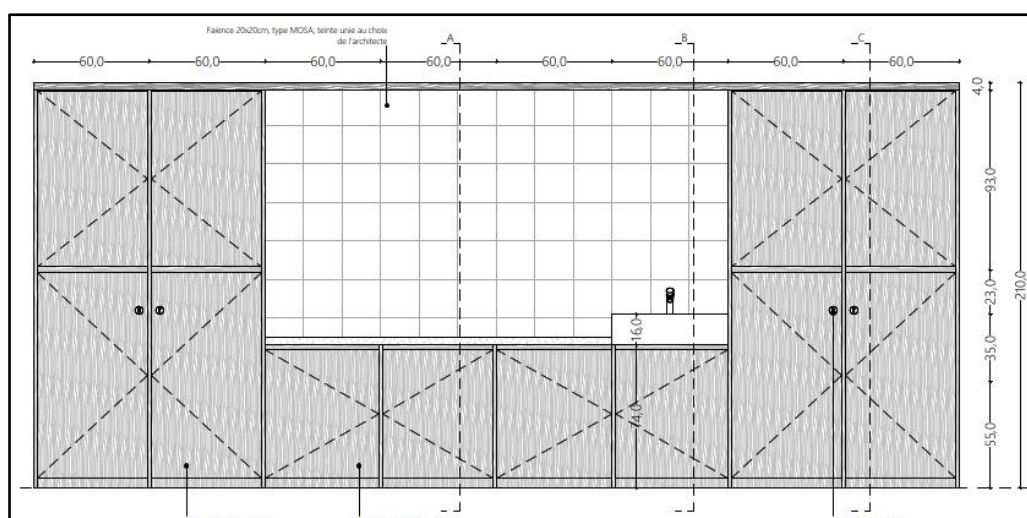 Faïence 20x20cm, type MOSA, teinte unie au choix
de l'architecte
A
B
C
60,0 60,0 60,0 60,0 60,0 60,0 60,0 60,0
4,0
93,0
23,0
210,0
16,0
35,0
74,0
55,0